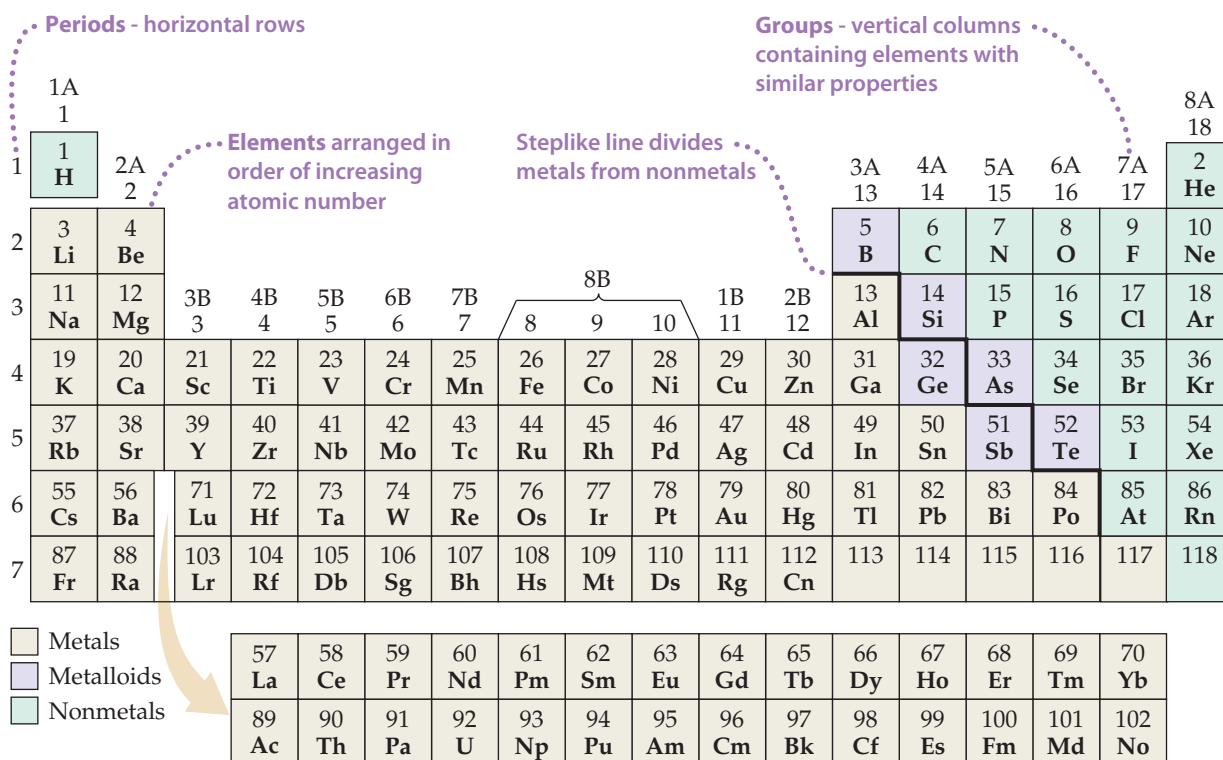 Periods - horizontal rows
Groups - vertical columns
containing elements with
similar properties
1A
1
8A
18
Elements arranged in
order of increasing
atomic number
Steplike line divides
metals from nonmetals
2A
2
3A 4A 5A 6A 7A
13 14 15 16 17
1 1 2
H He
2 3 4 5 6 7 8 9 10
Li Be B C N O F Ne
8B
3B 4B 5B 6B 7B 1B 2B
3 4 5 6 7 8 9 10 11 12
3 11 12 13 14 15 16 17 18
Na Mg Al Si P S Cl Ar
4 19 20 21 22 23 24 25 26 27 28 29 30 31 32 33 34 35 36
K Ca Sc Ti V Cr Mn Fe Co Ni Cu Zn Ga Ge As Se Br Kr
5 37 38 39 40 41 42 43 44 45 46 47 48 49 50 51 52 53 54
Rb Sr Y Zr Nb Mo Tc Ru Rh Pd Ag Cd In Sn Sb Te I Xe
6 55 56 71 72 73 74 75 76 77 78 79 80 81 82 83 84 85 86
Cs Ba Lu Hf Ta W Re Os Ir Pt Au Hg Tl Pb Bi Po At Rn
7 87 88 103 104 105 106 107 108 109 110 111 112 113 114 115 116 117 118
Fr Ra Lr Rf Db Sg Bh Hs Mt Ds Rg Cn
Metals
Metalloids
Nonmetals
57 58 59 60 61 62 63 64 65 66 67 68 69 70
La Ce Pr Nd Pm Sm Eu Gd Tb Dy Ho Er Tm Yb
89 90 91 92 93 94 95 96 97 98 99 100 101 102
Ac Th Pa U Np Pu Am Cm Bk Cf Es Fm Md No